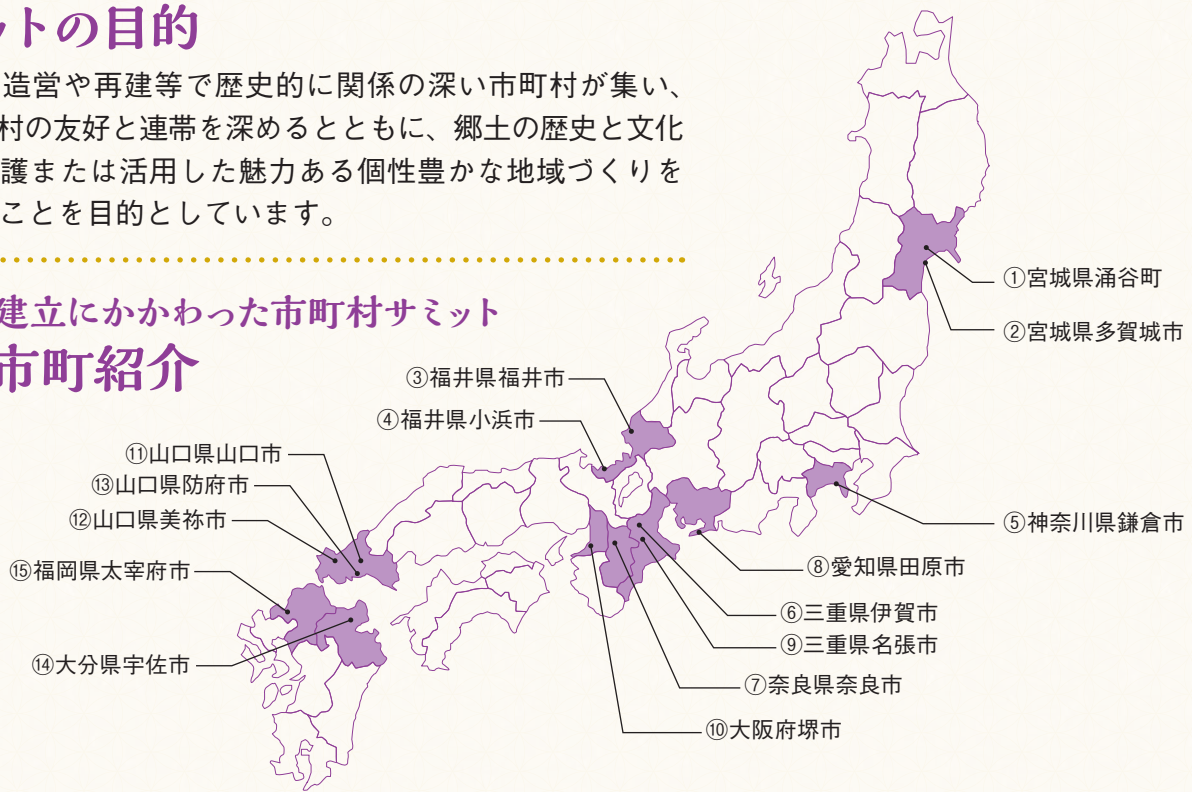 ットの目的
造営や再建等で歴史的に関係の深い市町村が集い、
村の友好と連帯を深めるとともに、郷土の歴史と文化
護または活用した魅力ある個性豊かな地域づくりを
ことを目的としています。
建立にかかわった市町村サミット
市町紹介
①宮城県涌谷町
②宮城県多賀城市
③福井県福井市
④福井県小浜市
⑪山口県山口市
⑬山口県防府市
⑫山口県美祢市
⑮福岡県太宰府市
⑭大分県宇佐市
⑤神奈川県鎌倉市
⑧愛知県田原市
⑥三重県伊賀市
⑨三重県名張市
⑦奈良県奈良市
⑩大阪府堺市